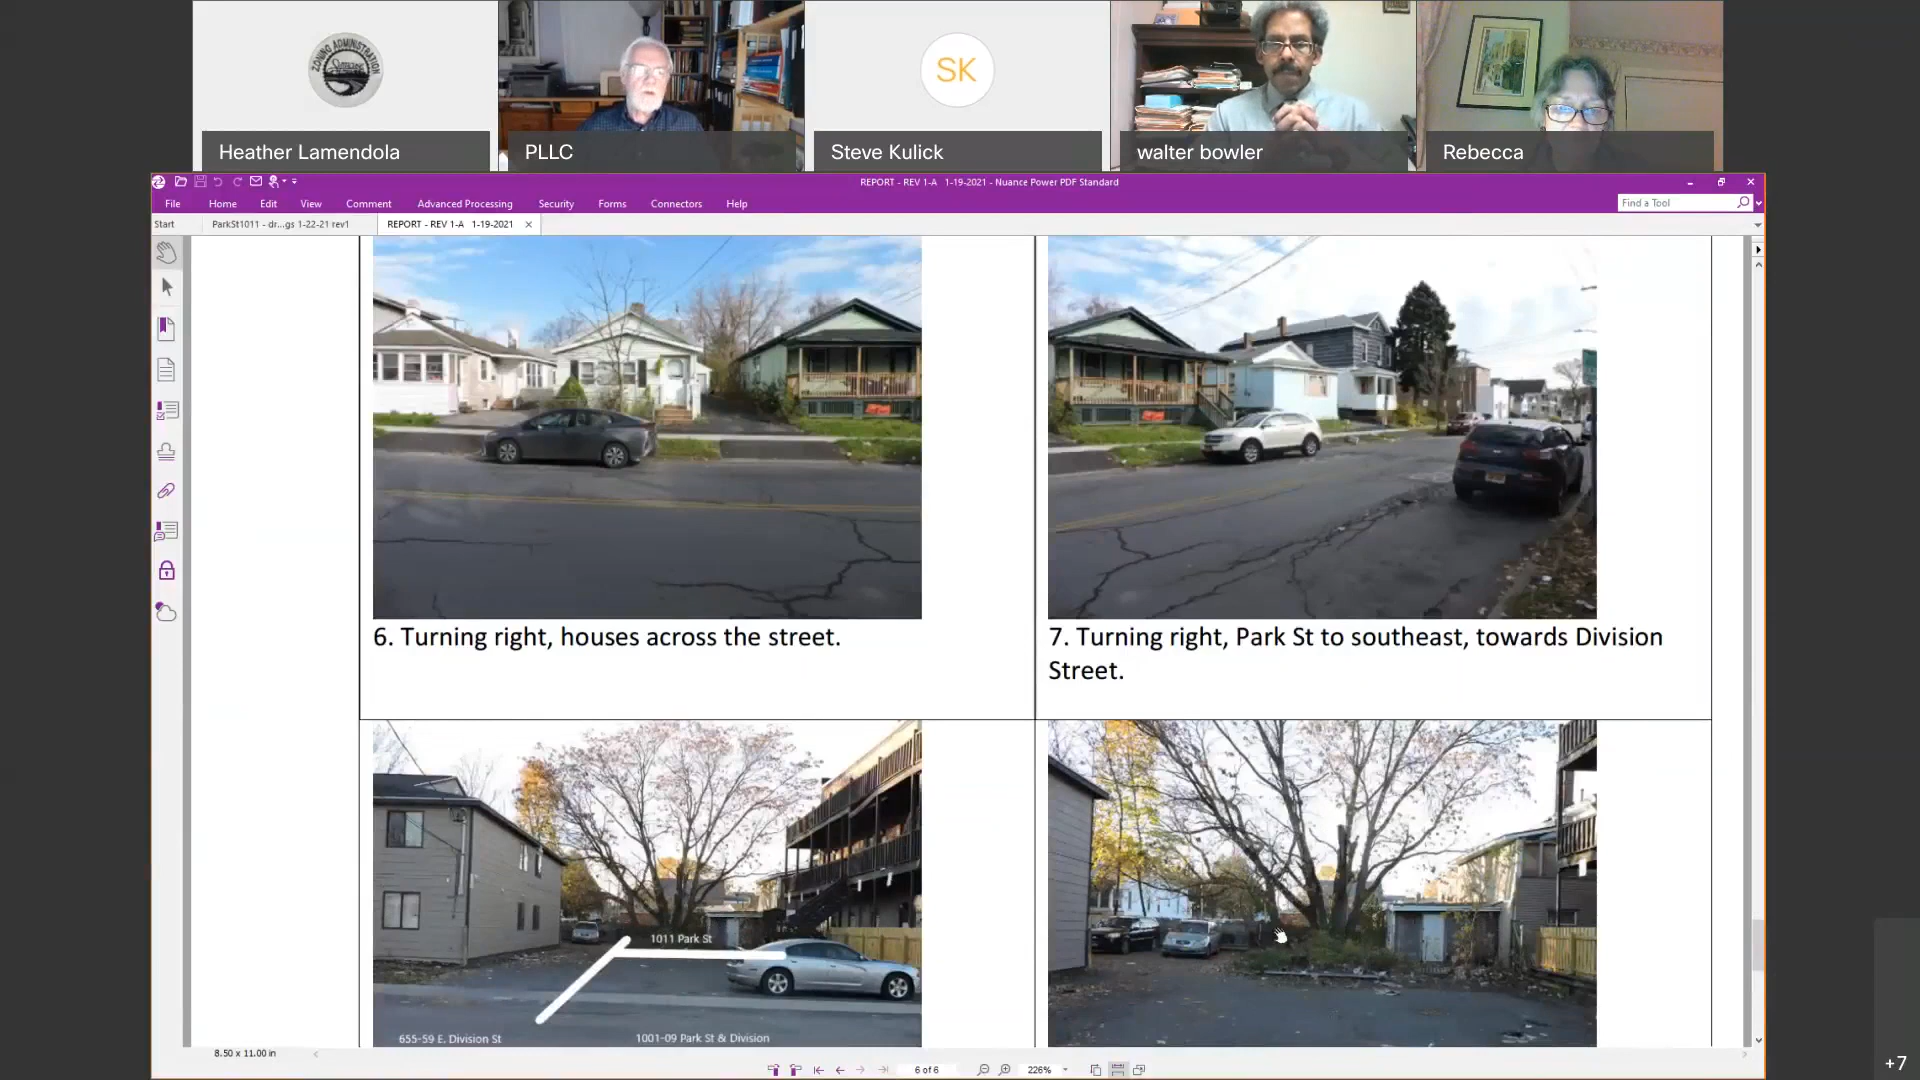 ZONING ADMINISTRATION
SK
Heather Lamendola
PLLC
Steve Kulick
walter bowler
Rebecca
REPORT - REV 1-A 1-19-2021 - Nuance Power PDF Standard
File Home Edit View Comment Advanced Processing Security Forms Connectors Help
Find a Tool
Start ParkSt1011 - dr...gs 1-22-21 rev1 REPORT - REV 1-A 1-19-2021
6. Turning right, houses across the street.
7. Turning right, Park St to southeast, towards Division
Street.
1011 Park St
655-59 E. Division St 1001-09 Park St & Division
8.50 x 11.00 in
6 of 6
226%
+7